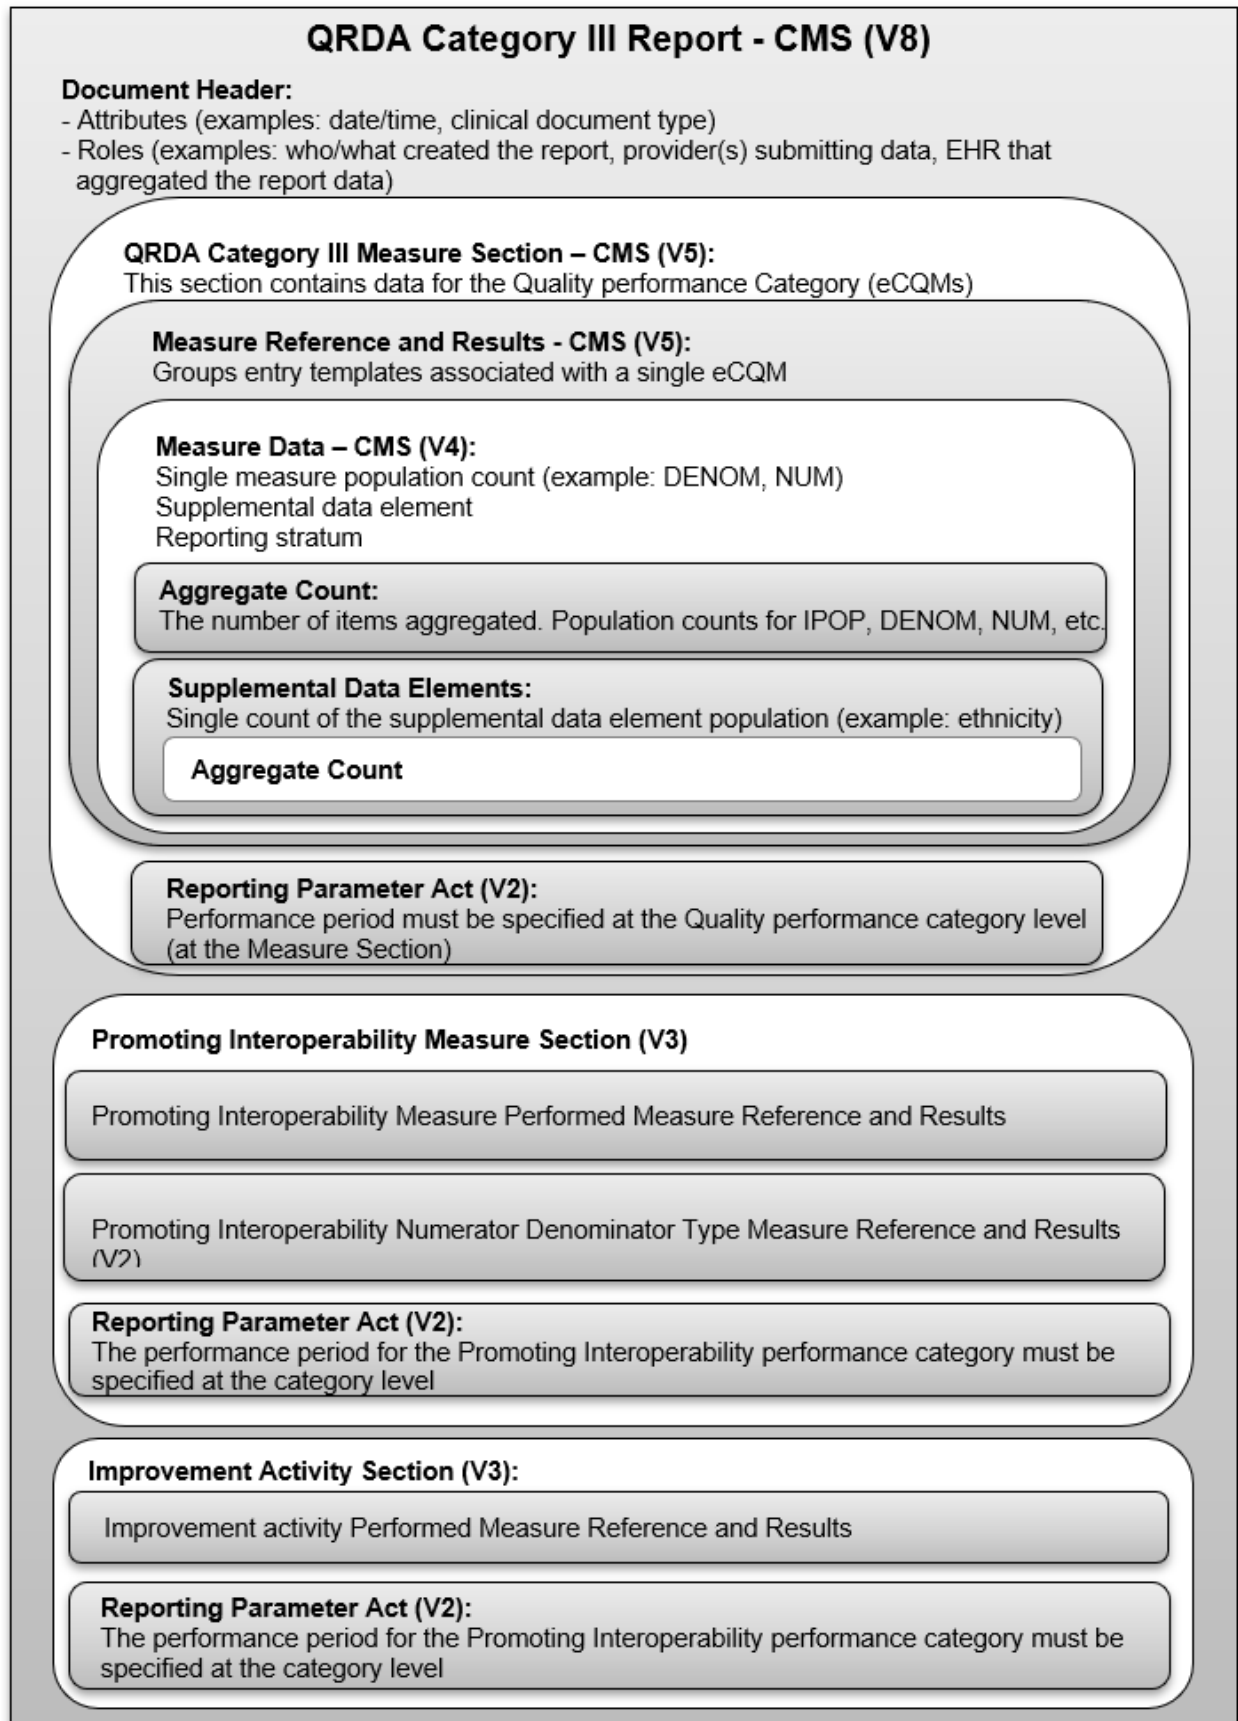 QRDA Category III Report - CMS (V8)
Document Header:
- Attributes (examples: date/time, clinical document type)
- Roles (examples: who/what created the report, provider(s) submitting data, EHR that
aggregated the report data)
QRDA Category III Measure Section – CMS (V5):
This section contains data for the Quality performance Category (eCQMs)
Measure Reference and Results - CMS (V5):
Groups entry templates associated with a single eCQM
Measure Data – CMS (V4):
Single measure population count (example: DENOM, NUM)
Supplemental data element
Reporting stratum
Aggregate Count:
The number of items aggregated. Population counts for IPOP, DENOM, NUM, etc.
Supplemental Data Elements:
Single count of the supplemental data element population (example: ethnicity)
Aggregate Count
Reporting Parameter Act (V2):
Performance period must be specified at the Quality performance category level
(at the Measure Section)
Promoting Interoperability Measure Section (V3)
Promoting Interoperability Measure Performed Measure Reference and Results
Promoting Interoperability Numerator Denominator Type Measure Reference and Results
(V2)
Reporting Parameter Act (V2):
The performance period for the Promoting Interoperability performance category must be
specified at the category level
Improvement Activity Section (V3):
Improvement activity Performed Measure Reference and Results
Reporting Parameter Act (V2):
The performance period for the Promoting Interoperability performance category must be
specified at the category level